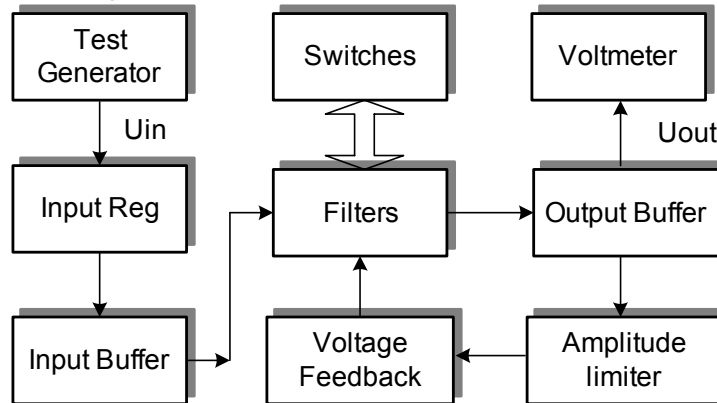 Test
Generator
Switches
Voltmeter
Uin
Uout
Input Reg
Filters
Output Buffer
Input Buffer
Voltage
Feedback
Amplitude
limiter